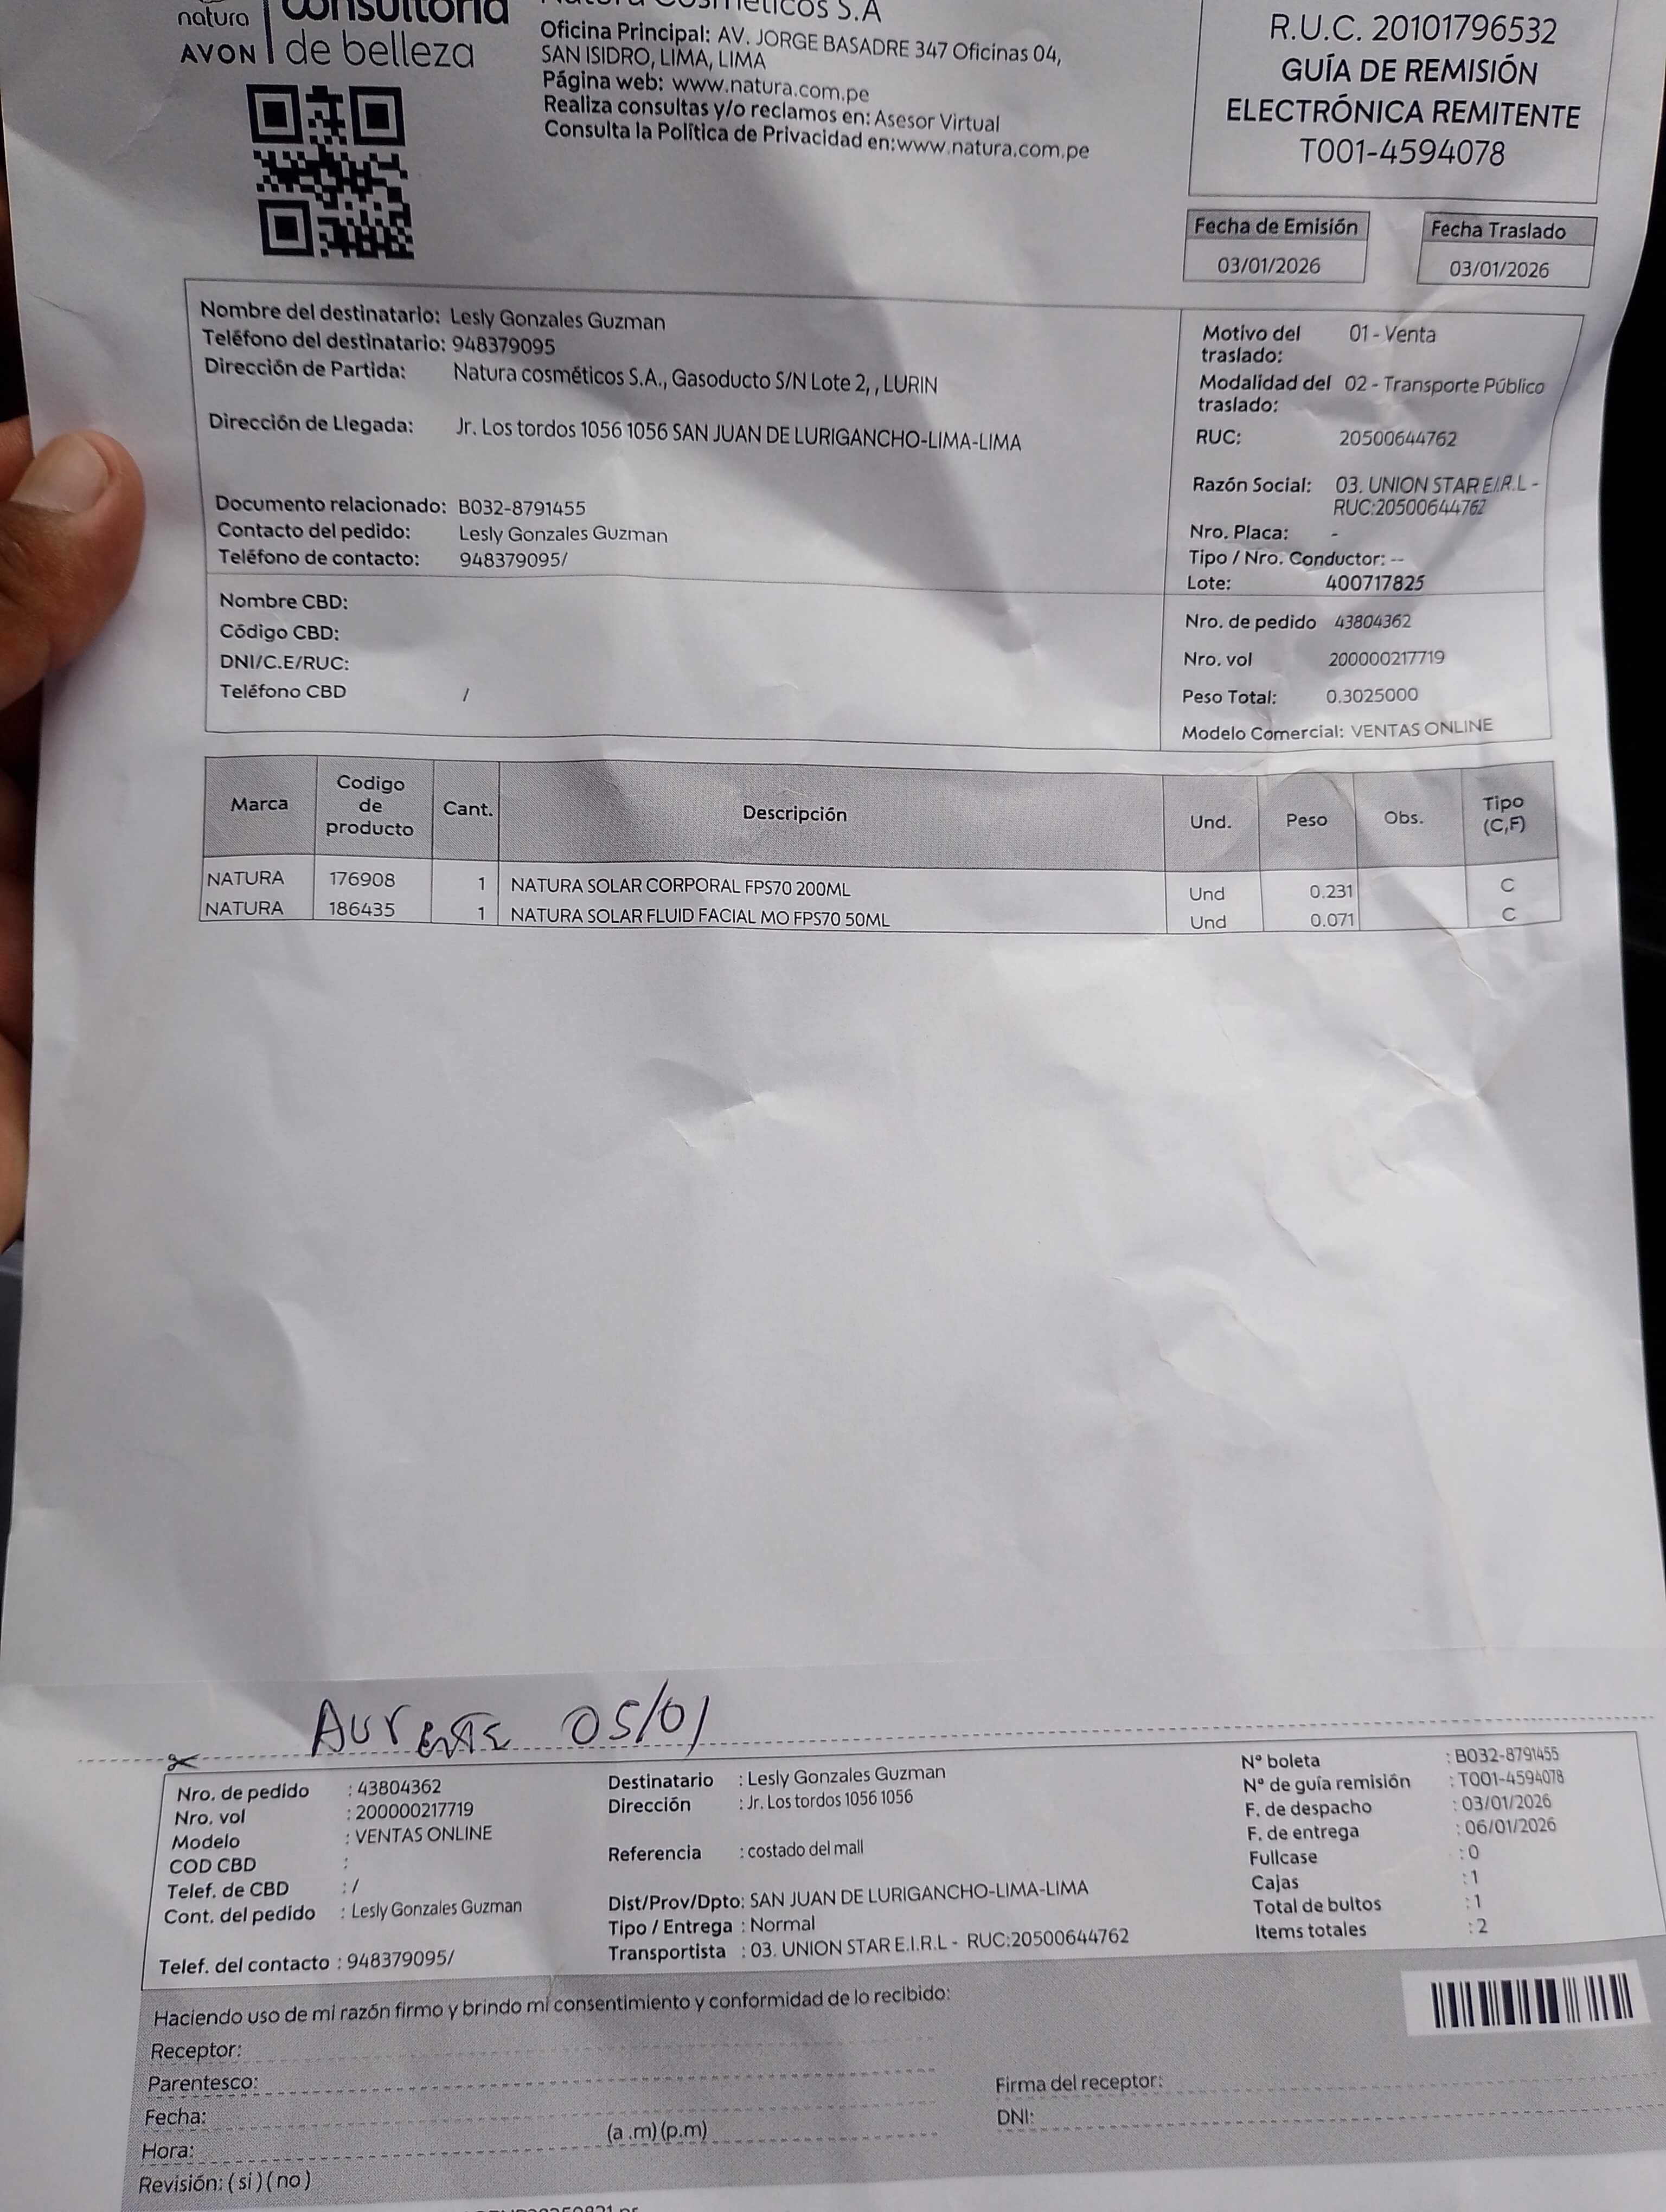 natura
AVON
Consultoría
de belleza
Natura Cosméticos S.A
Oficina Principal: AV. JORGE BASADRE 347 Oficinas 04,
SAN ISIDRO, LIMA, LIMA
Página web: www.natura.com.pe
Realiza consultas y/o reclamos en: Asesor Virtual
Consulta la Política de Privacidad en:www.natura.com.pe
R.U.C. 20101796532
GUÍA DE REMISIÓN
ELECTRÓNICA REMITENTE
T001-4594078
Fecha de Emisión
03/01/2026
Fecha Traslado
03/01/2026
Nombre del destinatario: Lesly Gonzales Guzman
Teléfono del destinatario: 948379095
Dirección de Partida: Natura cosméticos S.A., Gasoducto S/N Lote 2, , LURIN
Dirección de Llegada: Jr. Los tordos 1056 1056 SAN JUAN DE LURIGANCHO-LIMA-LIMA
Documento relacionado: B032-8791455
Contacto del pedido: Lesly Gonzales Guzman
Teléfono de contacto: 948379095/
Nombre CBD:
Código CBD:
DNI/C.E/RUC:
Teléfono CBD /
Motivo del 01 - Venta
traslado:
Modalidad del 02 - Transporte Público
traslado:
RUC: 20500644762
Razón Social: 03. UNION STAR E.I.R.L -
RUC:20500644762
Nro. Placa: -
Tipo / Nro. Conductor: --
Lote: 400717825
Nro. de pedido 43804362
Nro. vol 200000217719
Peso Total: 0.3025000
Modelo Comercial: VENTAS ONLINE
Marca Codigo de producto Cant. Descripción Und. Peso Obs. Tipo (C,F)
NATURA 176908 1 NATURA SOLAR CORPORAL FPS70 200ML Und 0.231 C
NATURA 186435 1 NATURA SOLAR FLUID FACIAL MO FPS70 50ML Und 0.071 C
05/01
Nro. de pedido : 43804362
Nro. vol : 200000217719
Modelo : VENTAS ONLINE
COD CBD :
Telef. de CBD : /
Cont. del pedido : Lesly Gonzales Guzman
Telef. del contacto : 948379095/
Destinatario : Lesly Gonzales Guzman
Dirección : Jr. Los tordos 1056 1056
Referencia : costado del mall
Dist/Prov/Dpto: SAN JUAN DE LURIGANCHO-LIMA-LIMA
Tipo / Entrega : Normal
Transportista : 03. UNION STAR E.I.R.L - RUC:20500644762
N° boleta : B032-8791455
N° de guía remisión : T001-4594078
F. de despacho : 03/01/2026
F. de entrega : 06/01/2026
Fullcase : 0
Cajas : 1
Total de bultos : 1
Items totales : 2
Haciendo uso de mi razón firmo y brindo mi consentimiento y conformidad de lo recibido:
Receptor:
Parentesco:
Fecha:
Hora: (a .m) (p.m)
Revisión: ( si ) ( no )
Firma del receptor:
DNI: